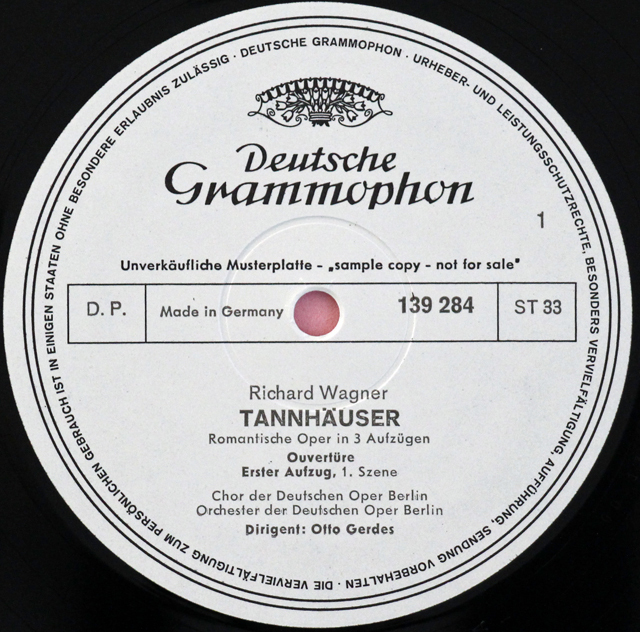 DEUTSCHE GRAMMOPHON · URHEBER- UND LEISTUNGSSCHUTZRECHTE, BESONDERS VERVIELFÄLTIGUNG, AUFFÜHRUNG, SENDUNG VORBEHALTEN · DIE VERVIELFÄLTIGUNG ZUM PERSÖNLICHEN GEBRAUCH IST IN EINIGEN STAATEN OHNE BESONDERE ERLAUBNIS ZULÄSSIG ·
Deutsche
Grammophon
1
Unverkäufliche Musterplatte - „sample copy - not for sale"
D. P. Made in Germany 139 284 ST 33
Richard Wagner
TANNHÄUSER
Romantische Oper in 3 Aufzügen
Ouvertüre
Erster Aufzug, 1. Szene
Chor der Deutschen Oper Berlin
Orchester der Deutschen Oper Berlin
Dirigent: Otto Gerdes